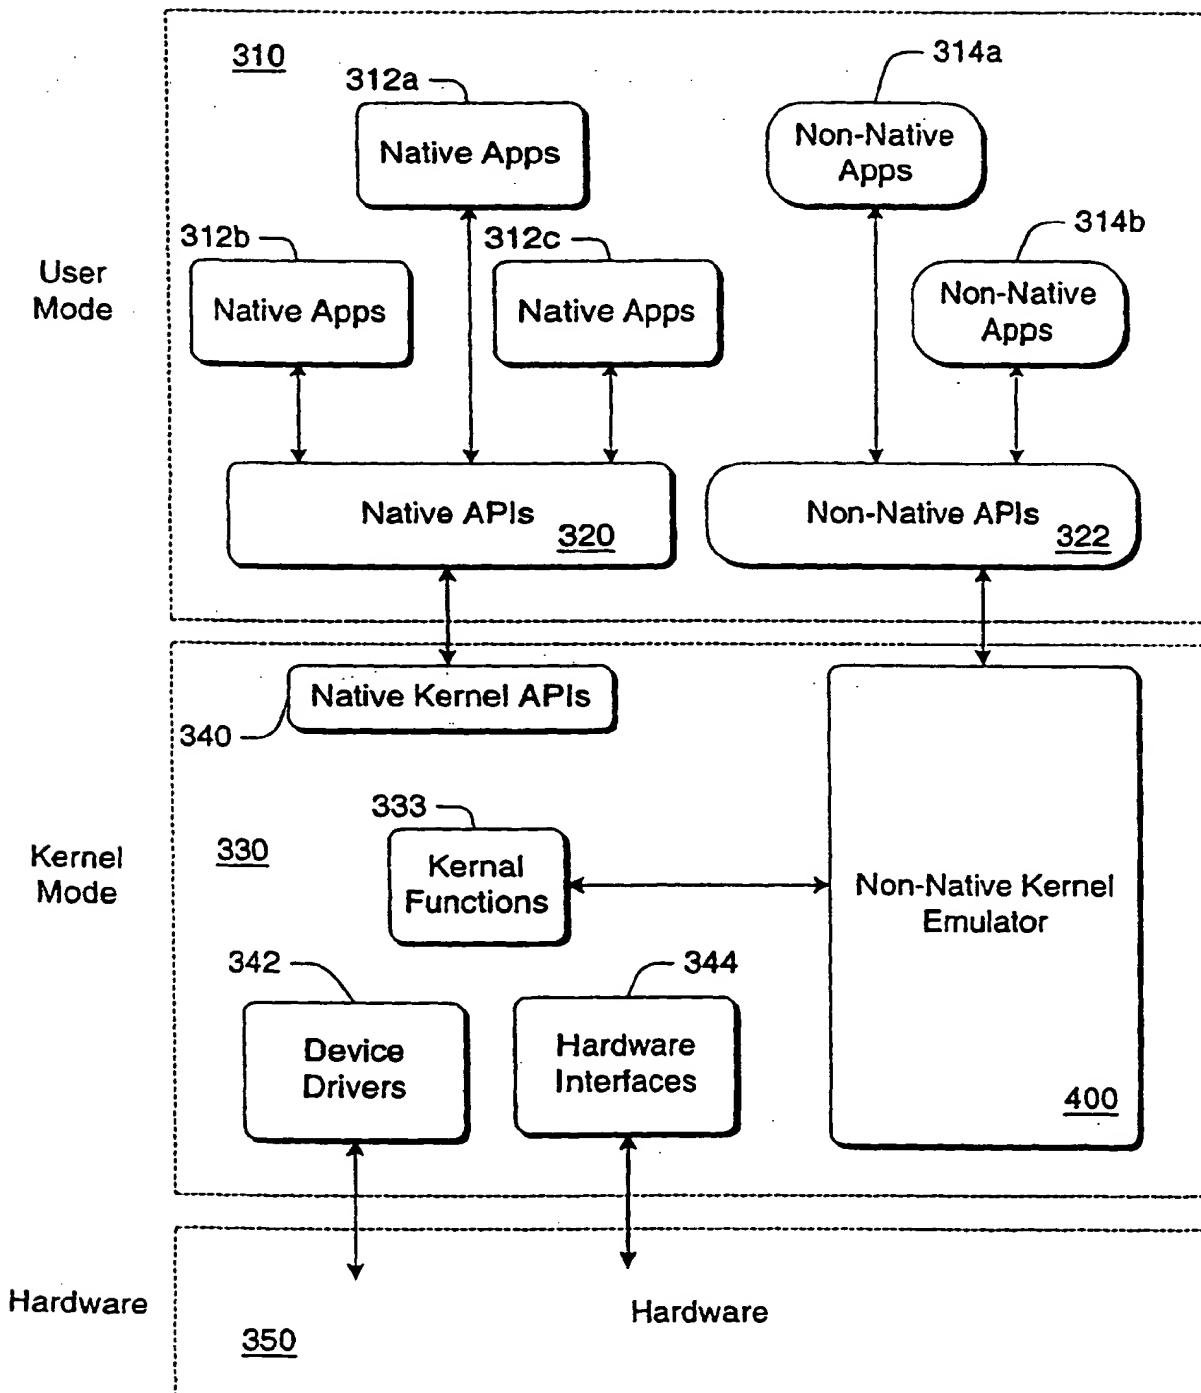 310
312a
314a
Native Apps
Non-Native
Apps
312b
312c
314b
User
Mode
Native Apps
Native Apps
Non-Native
Apps
Native APIs
320
Non-Native APIs
322
Native Kernel APIs
340
333
Kernel
Mode
330
Kernal
Functions
Non-Native Kernel
Emulator
342
344
Device
Drivers
Hardware
Interfaces
400
Hardware
Hardware
350